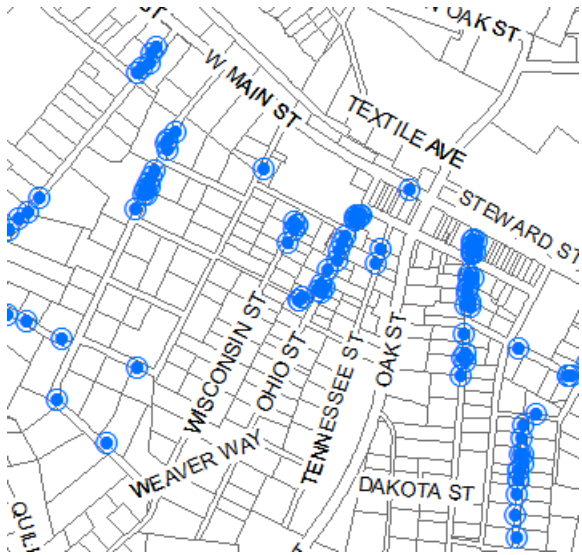 OAK ST
W MAIN ST
TEXTILE AVE
STEWARD ST
WISCONSIN ST
OHIO ST
TENNESSEE ST
OAK ST
WEAVER WAY
DAKOTA ST